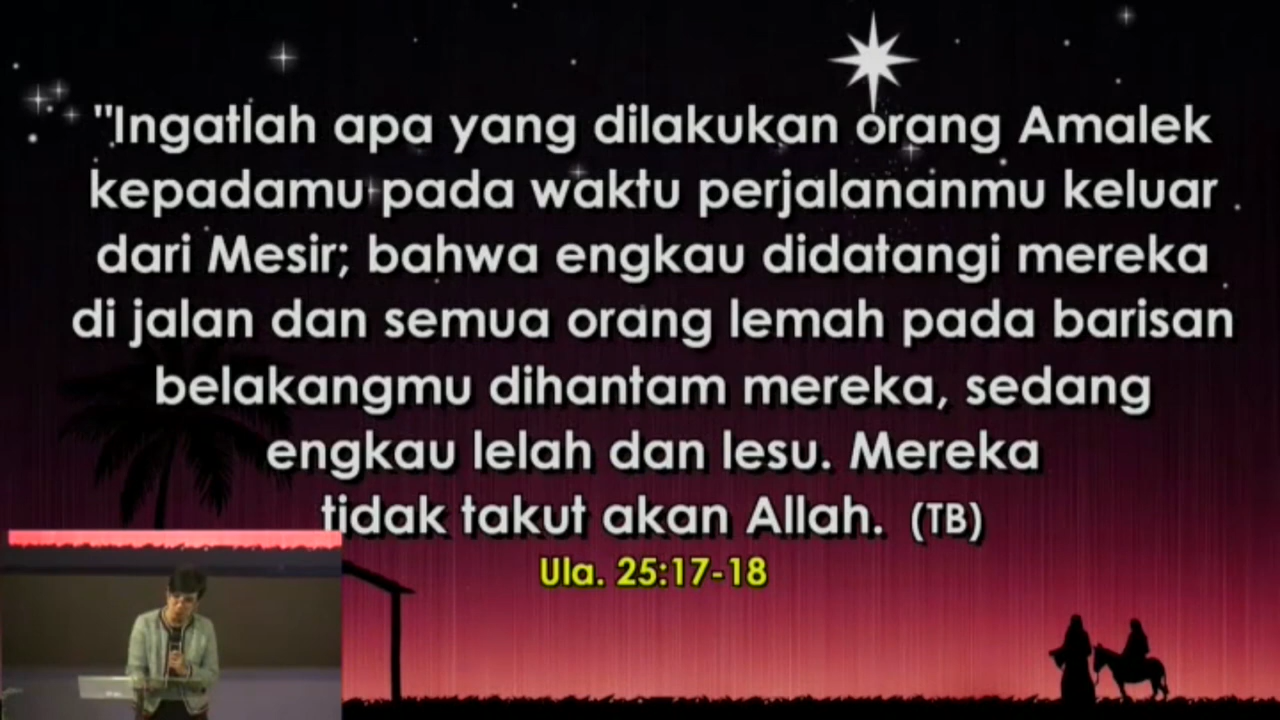 "Ingatlah apa yang dilakukan orang Amalek
kepadamu pada waktu perjalananmu keluar
dari Mesir; bahwa engkau didatangi mereka
di jalan dan semua orang lemah pada barisan
belakangmu dihantam mereka, sedang
engkau lelah dan lesu. Mereka
tidak takut akan Allah. (TB)
Ula. 25:17-18